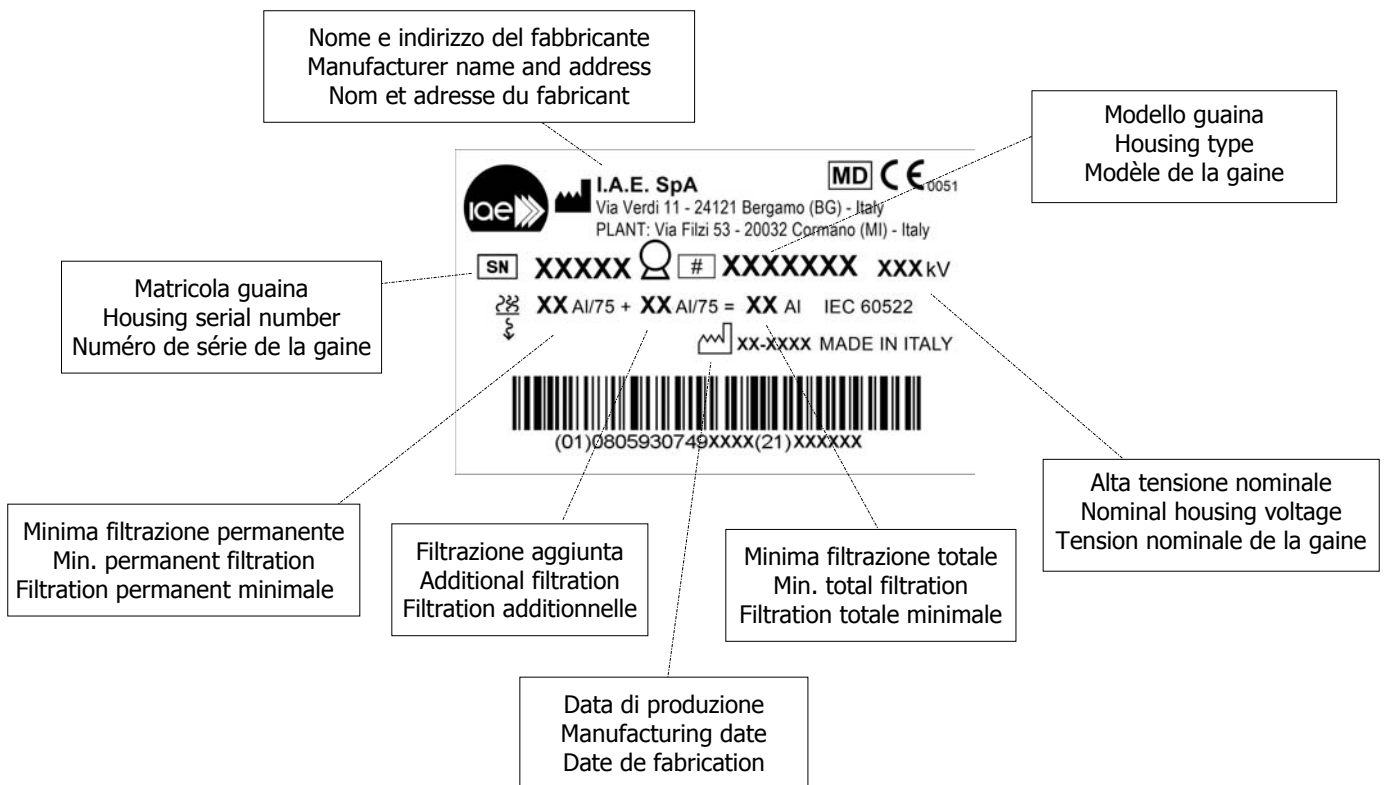 Nome e indirizzo del fabbricante
Manufacturer name and address
Nom et adresse du fabricant
Modello guaina
Housing type
Modèle de la gaine
iae
I.A.E. SpA
MD CE 0051
Via Verdi 11 - 24121 Bergamo (BG) - Italy
PLANT: Via Filzi 53 - 20032 Cormano (MI) - Italy
SN XXXXX # XXXXXXX XXX kV
XX Al/75 + XX Al/75 = XX Al IEC 60522
XX-XXXX MADE IN ITALY
(01)0805930749XXXX(21)XXXXXX
Matricola guaina
Housing serial number
Numéro de série de la gaine
Alta tensione nominale
Nominal housing voltage
Tension nominale de la gaine
Minima filtrazione permanente
Min. permanent filtration
Filtration permanent minimale
Filtrazione aggiunta
Additional filtration
Filtration additionnelle
Minima filtrazione totale
Min. total filtration
Filtration totale minimale
Data di produzione
Manufacturing date
Date de fabrication